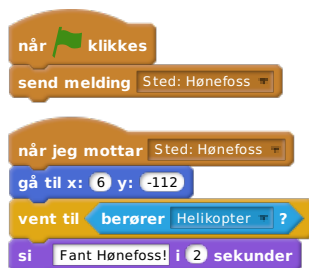 når klikkes
send melding Sted: Hønefoss
når jeg mottar Sted: Hønefoss
gå til x: 6 y: -112
vent til berører Helikopter ?
si Fant Hønefoss! i 2 sekunder